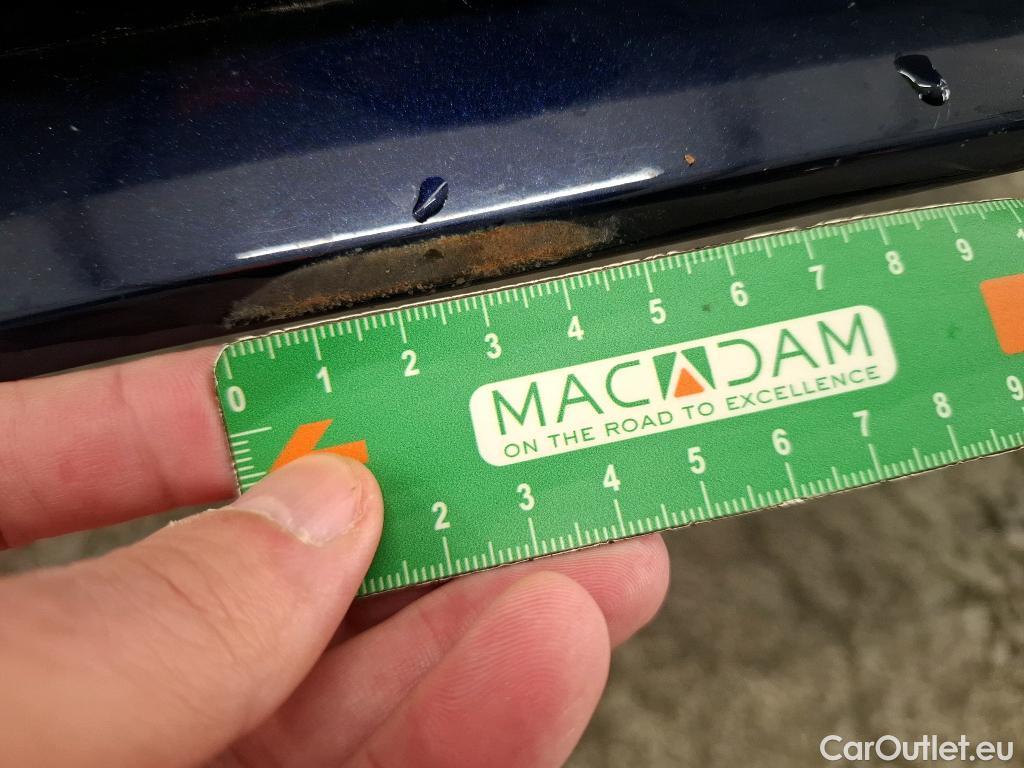 0 1 2 3 4 5 6 7 8 9
MACADAM
ON THE ROAD TO EXCELLENCE
2 3 4 5 6 7 8 9
CarOutlet.eu